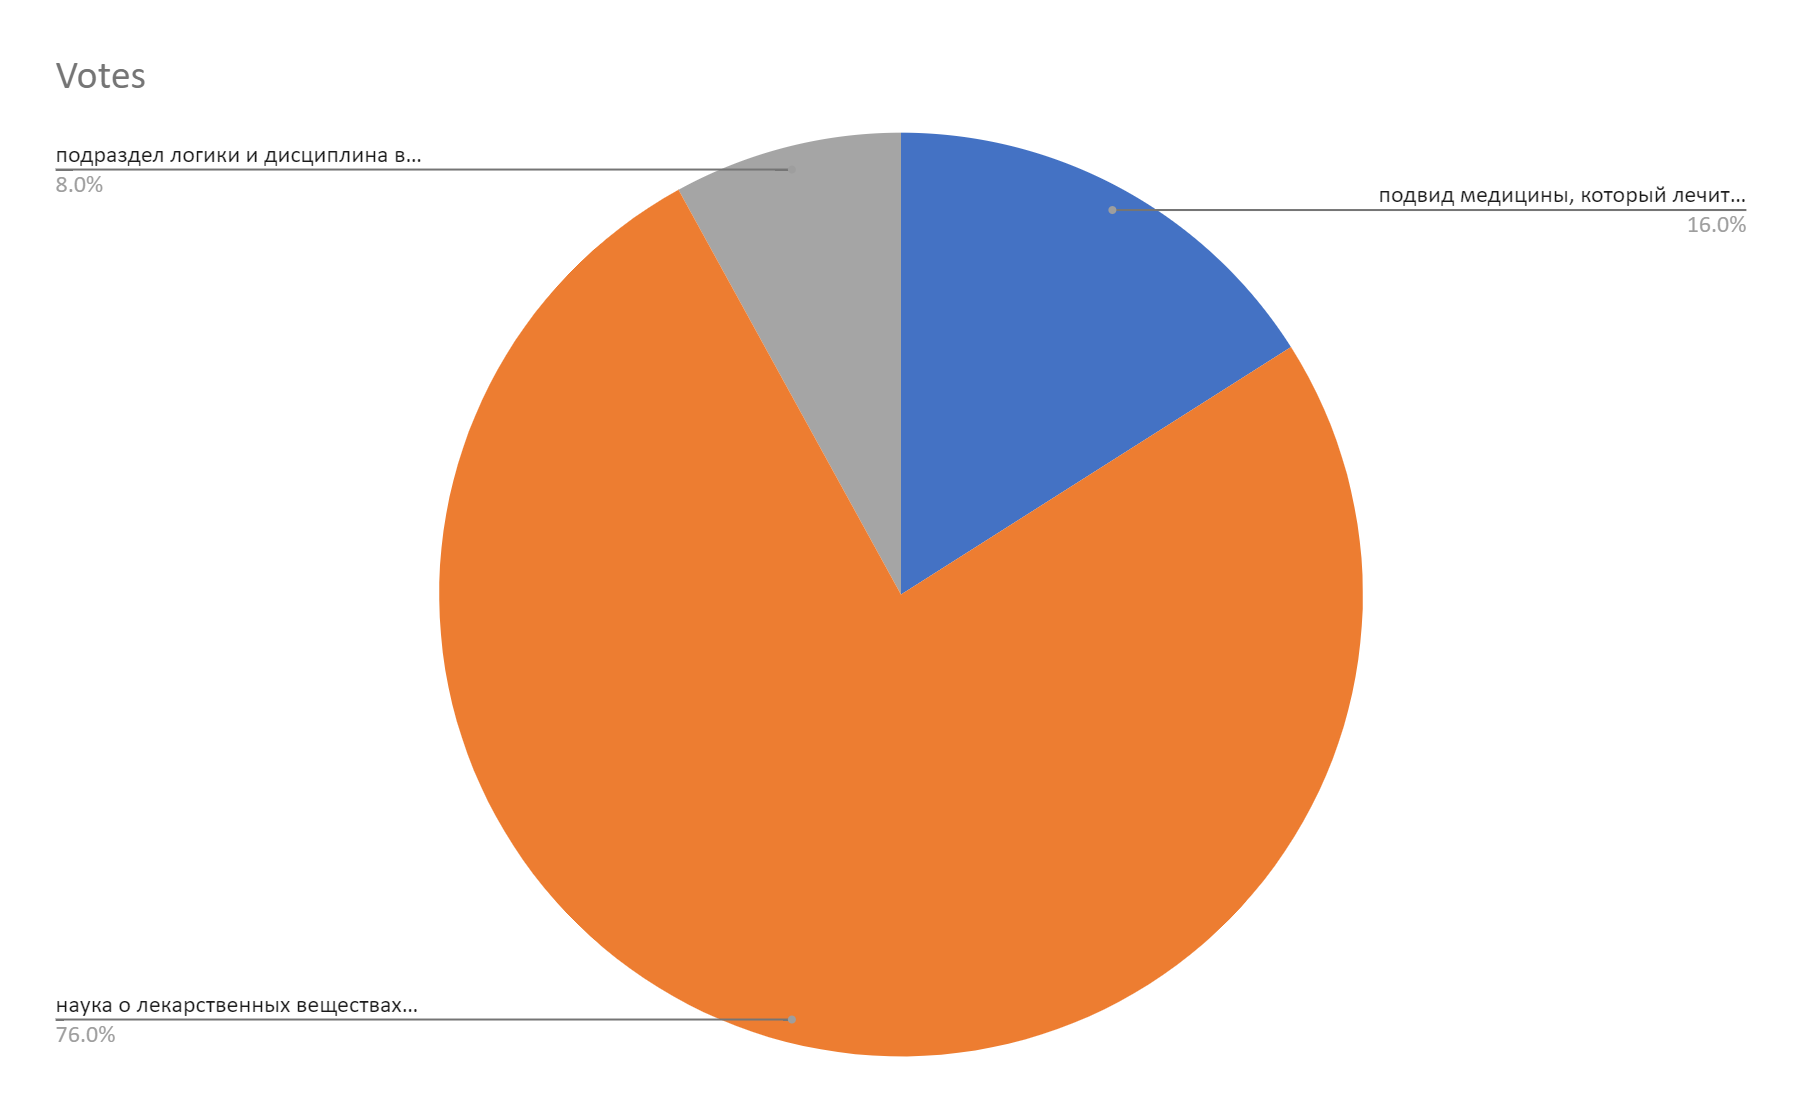 Votes
подраздел логики и дисциплина в...
8.0%
подвид медицины, который лечит...
16.0%
наука о лекарственных веществах...
76.0%